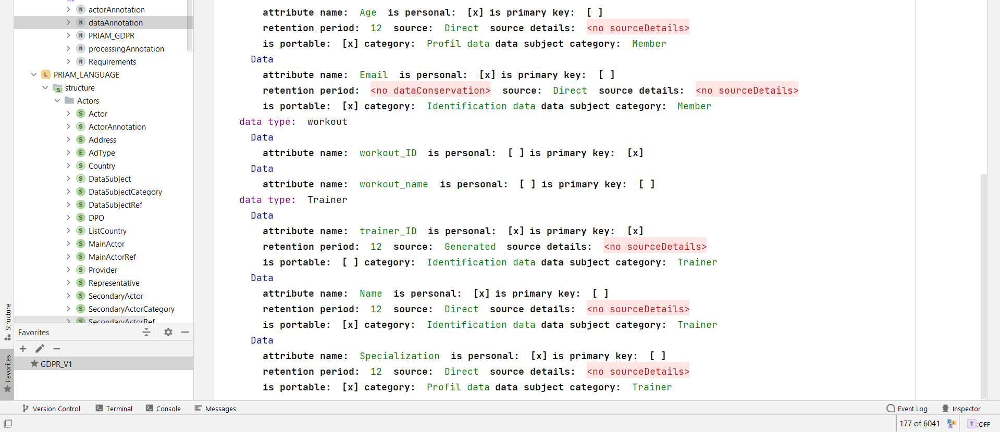 actorAnnotation
dataAnnotation
PRIAM_GDPR
processingAnnotation
Requirements
PRIAM_LANGUAGE
structure
Actors
Actor
ActorAnnotation
Address
AdType
Country
DataSubject
DataSubjectCategory
DataSubjectRef
DPO
ListCountry
MainActor
MainActorRef
Provider
Representative
SecondaryActor
SecondaryActorCategory
SecondaryActorRef
Structure
Favorites
Favorites
GDPR_V1
attribute name: Age is personal: [x] is primary key: [ ]
retention period: 12 source: Direct source details: <no sourceDetails>
is portable: [x] category: Profil data data subject category: Member
Data
attribute name: Email is personal: [x] is primary key: [ ]
retention period: <no dataConservation> source: Direct source details: <no sourceDetails>
is portable: [x] category: Identification data data subject category: Member
data type: workout
Data
attribute name: workout_ID is personal: [ ] is primary key: [x]
Data
attribute name: workout_name is personal: [ ] is primary key: [ ]
data type: Trainer
Data
attribute name: trainer_ID is personal: [x] is primary key: [x]
retention period: 12 source: Generated source details: <no sourceDetails>
is portable: [ ] category: Identification data data subject category: Trainer
Data
attribute name: Name is personal: [x] is primary key: [ ]
retention period: 12 source: Direct source details: <no sourceDetails>
is portable: [x] category: Identification data data subject category: Trainer
Data
attribute name: Specialization is personal: [x] is primary key: [ ]
retention period: 12 source: Direct source details: <no sourceDetails>
is portable: [x] category: Profil data data subject category: Trainer
Version Control Terminal Console Messages Event Log Inspector
177 of 6041 T :OFF